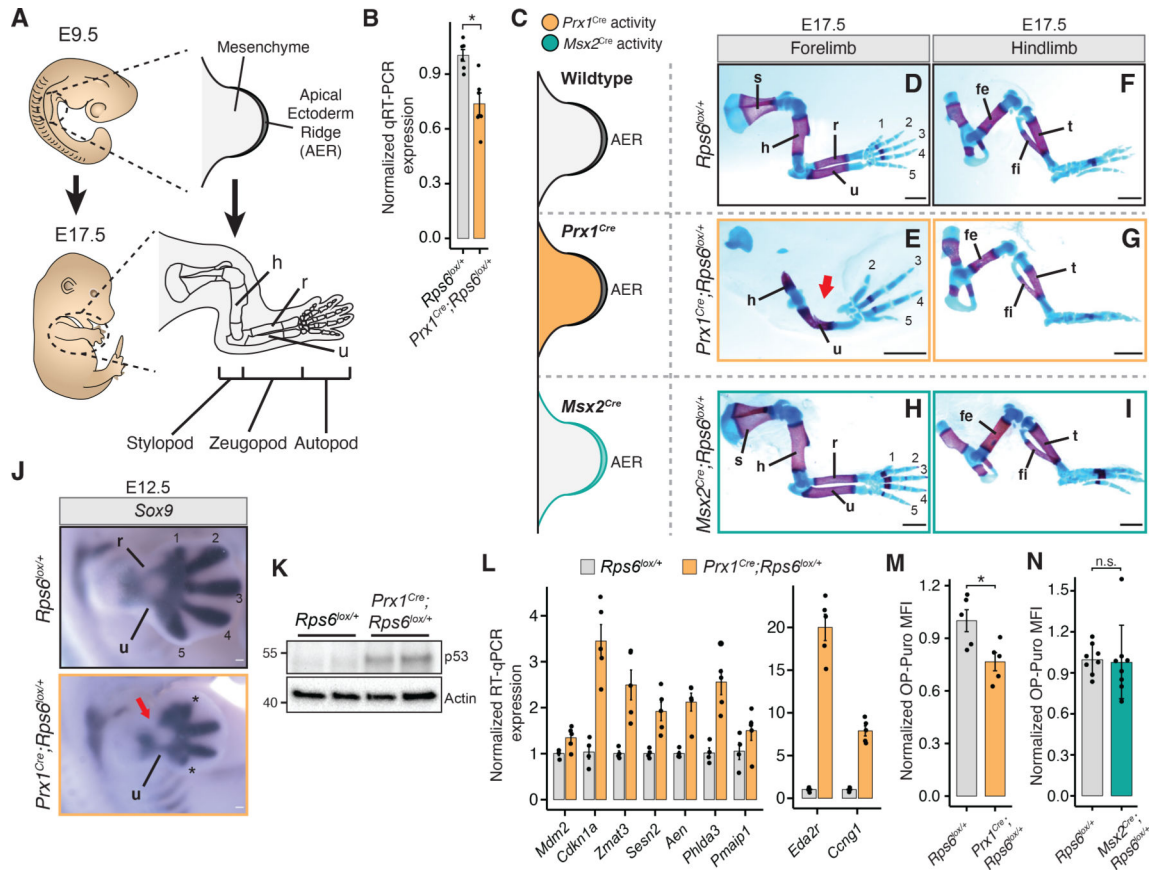 A
E9.5
Mesenchyme
Apical
Ectoderm
Ridge
(AER)
E17.5
h
r
u
Stylopod Zeugopod Autopod
B
*
Normalized qRT-PCR
expression
0.9
0.6
0.3
0.0
Rps6lox/+
Prx1Cre;Rps6lox/+
C
Prx1Cre activity
Msx2Cre activity
Wildtype
AER
Prx1Cre
AER
Msx2Cre
AER
E17.5
Forelimb
E17.5
Hindlimb
Rps6lox/+
D
s
h
r
u
1
2
3
4
5
F
fe
t
fi
Prx1Cre;Rps6lox/+
E
h
u
2
3
4
5
G
fe
t
fi
Msx2Cre;Rps6lox/+
H
s
h
r
u
1
2
3
4
5
I
fe
t
fi
J
E12.5
Sox9
Rps6lox/+
r
u
1
2
3
4
5
Prx1Cre;Rps6lox/+
u
*
*
K
Rps6lox/+
Prx1Cre;
Rps6lox/+
55
40
p53
Actin
L
Rps6lox/+ Prx1Cre;Rps6lox/+
Normalized RT-qPCR
expression
4
3
2
1
0
Mdm2
Cdkn1a
Zmat3
Sesn2
Aen
Phlda3
Pmaip1
20
15
10
5
0
Eda2r
Ccng1
M
*
Normalized OP-Puro MFI
1.2
0.9
0.6
0.3
0.0
Rps6lox/+
Prx1Cre;
Rps6lox/+
N
n.s.
Normalized OP-Puro MFI
1.5
1.0
0.5
0.0
Rps6lox/+
Msx2Cre;
Rps6lox/+